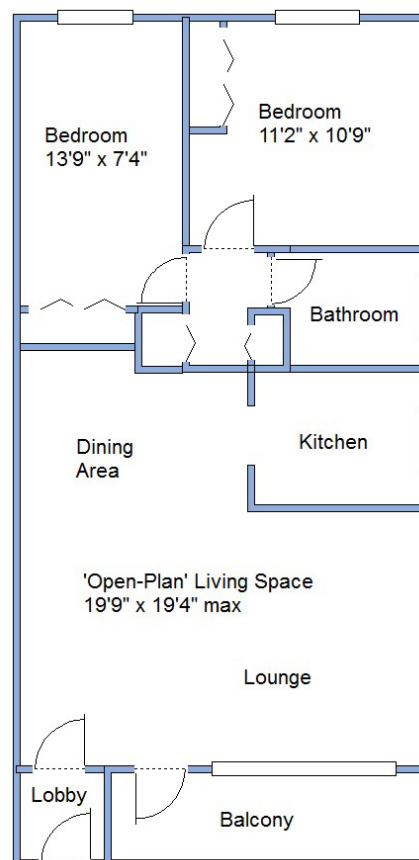 Bedroom
11'2" x 10'9"
Bedroom
13'9" x 7'4"
Bathroom
Kitchen
Dining
Area
'Open-Plan' Living Space
19'9" x 19'4" max
Lounge
Lobby
Balcony